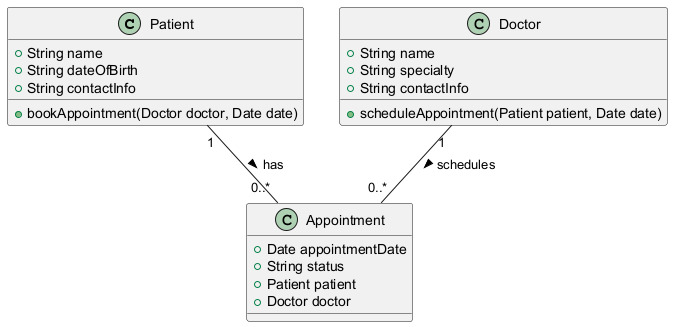 C Patient
String name
String dateOfBirth
String contactInfo
bookAppointment(Doctor doctor, Date date)
C Doctor
String name
String specialty
String contactInfo
scheduleAppointment(Patient patient, Date date)
1
has
0..*
1
schedules
0..*
C Appointment
Date appointmentDate
String status
Patient patient
Doctor doctor